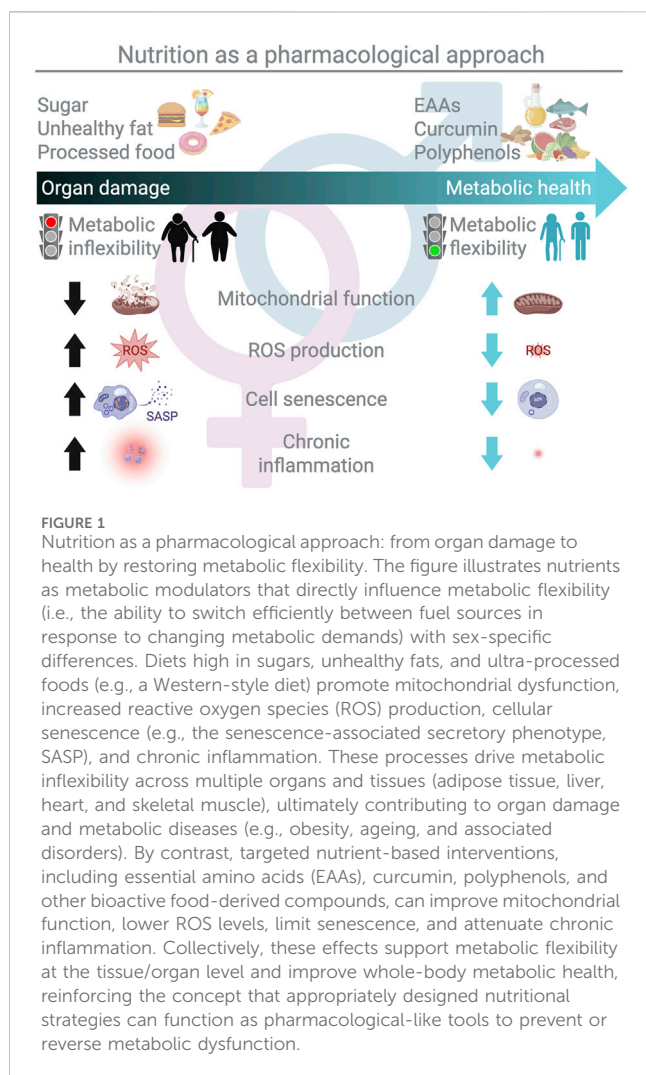 Nutrition as a pharmacological approach
Sugar
Unhealthy fat
Processed food
EAAs
Curcumin
Polyphenols
Organ damage
Metabolic health
Metabolic
inflexibility
Metabolic
flexibility
Mitochondrial function
ROS
ROS production
ROS
Cell senescence
SASP
Chronic
inflammation
FIGURE 1
Nutrition as a pharmacological approach: from organ damage to
health by restoring metabolic flexibility. The figure illustrates nutrients
as metabolic modulators that directly influence metabolic flexibility
(i.e., the ability to switch efficiently between fuel sources in
response to changing metabolic demands) with sex-specific
differences. Diets high in sugars, unhealthy fats, and ultra-processed
foods (e.g., a Western-style diet) promote mitochondrial dysfunction,
increased reactive oxygen species (ROS) production, cellular
senescence (e.g., the senescence-associated secretory phenotype,
SASP), and chronic inflammation. These processes drive metabolic
inflexibility across multiple organs and tissues (adipose tissue, liver,
heart, and skeletal muscle), ultimately contributing to organ damage
and metabolic diseases (e.g., obesity, ageing, and associated
disorders). By contrast, targeted nutrient-based interventions,
including essential amino acids (EAAs), curcumin, polyphenols, and
other bioactive food-derived compounds, can improve mitochondrial
function, lower ROS levels, limit senescence, and attenuate chronic
inflammation. Collectively, these effects support metabolic flexibility
at the tissue/organ level and improve whole-body metabolic health,
reinforcing the concept that appropriately designed nutritional
strategies can function as pharmacological-like tools to prevent or
reverse metabolic dysfunction.